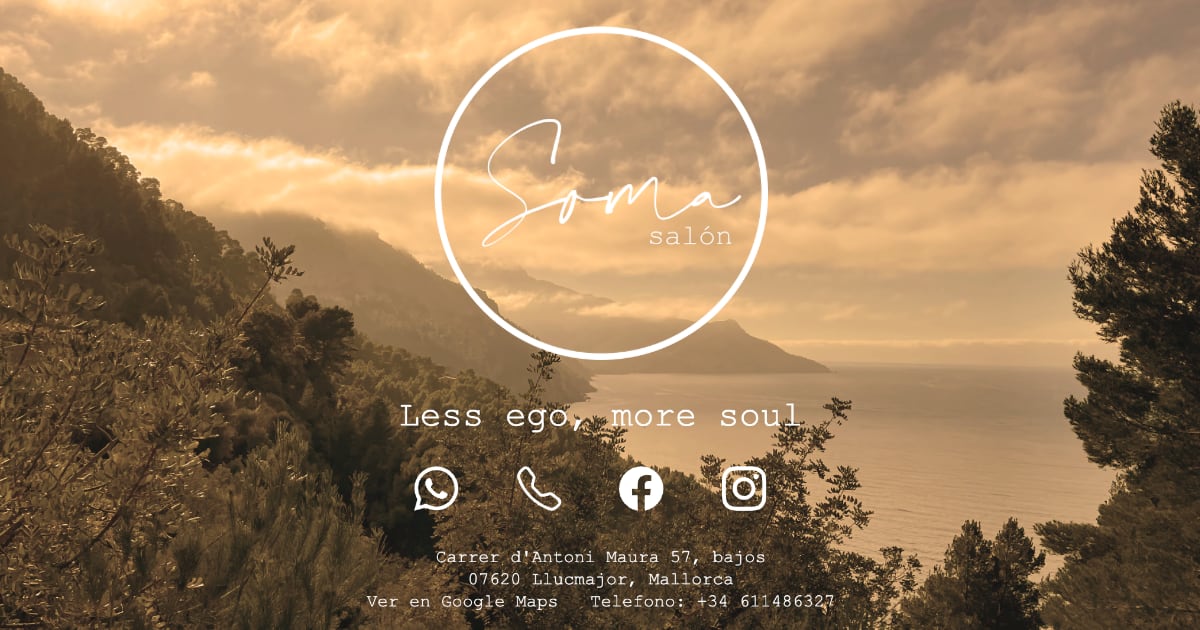 Soma
salón
Less ego, more soul
Carrer d'Antoni Maura 57, bajos
07620 Llucmajor, Mallorca
Ver en Google Maps Telefono: +34 611486327